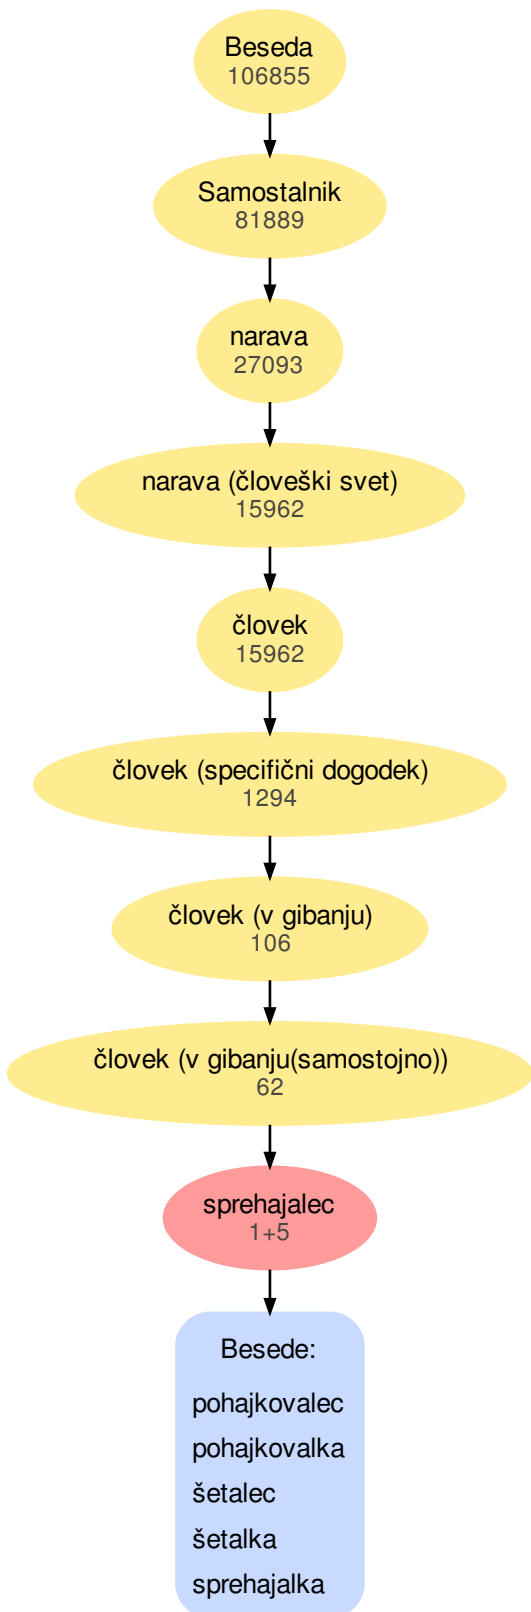 Beseda
106855
Samostalnik
81889
narava
27093
narava (človeški svet)
15962
človek
15962
človek (specifični dogodek)
1294
človek (v gibanju)
106
človek (v gibanju(samostojno))
62
sprehajalec
1+5
Besede:
pohajkovalec
pohajkovalka
šetalec
šetalka
sprehajalka